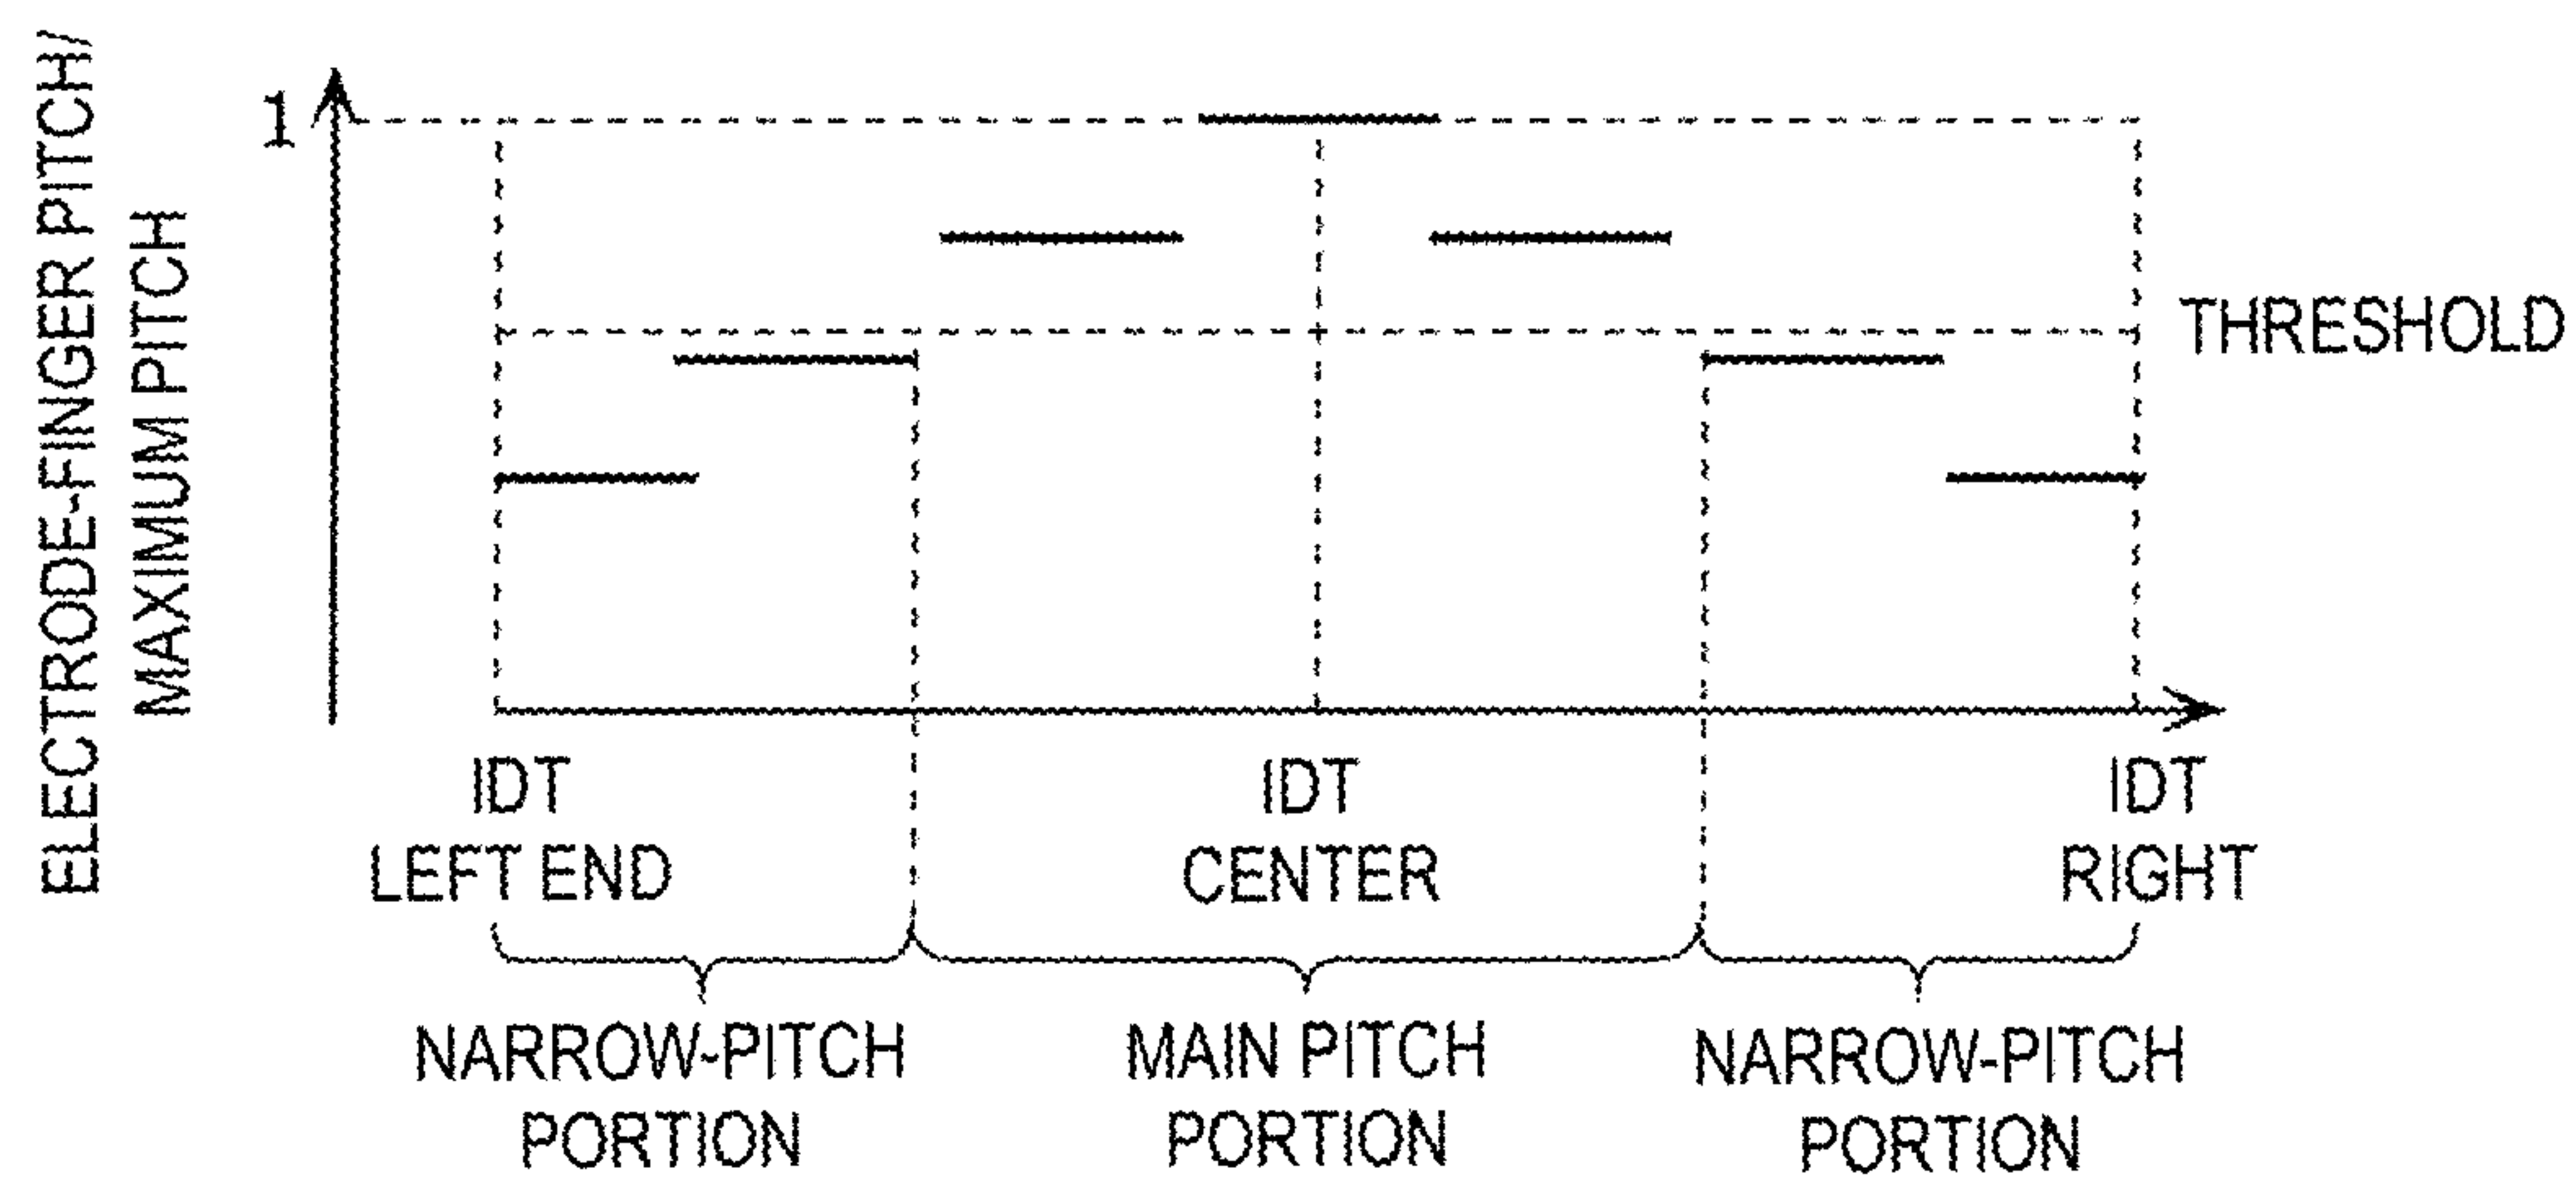 ELECTRODE-FINGER PITCH/
MAXIMUM PITCH
1
THRESHOLD
IDT
LEFT END
IDT
CENTER
IDT
RIGHT
NARROW-PITCH
PORTION
MAIN PITCH
PORTION
NARROW-PITCH
PORTION